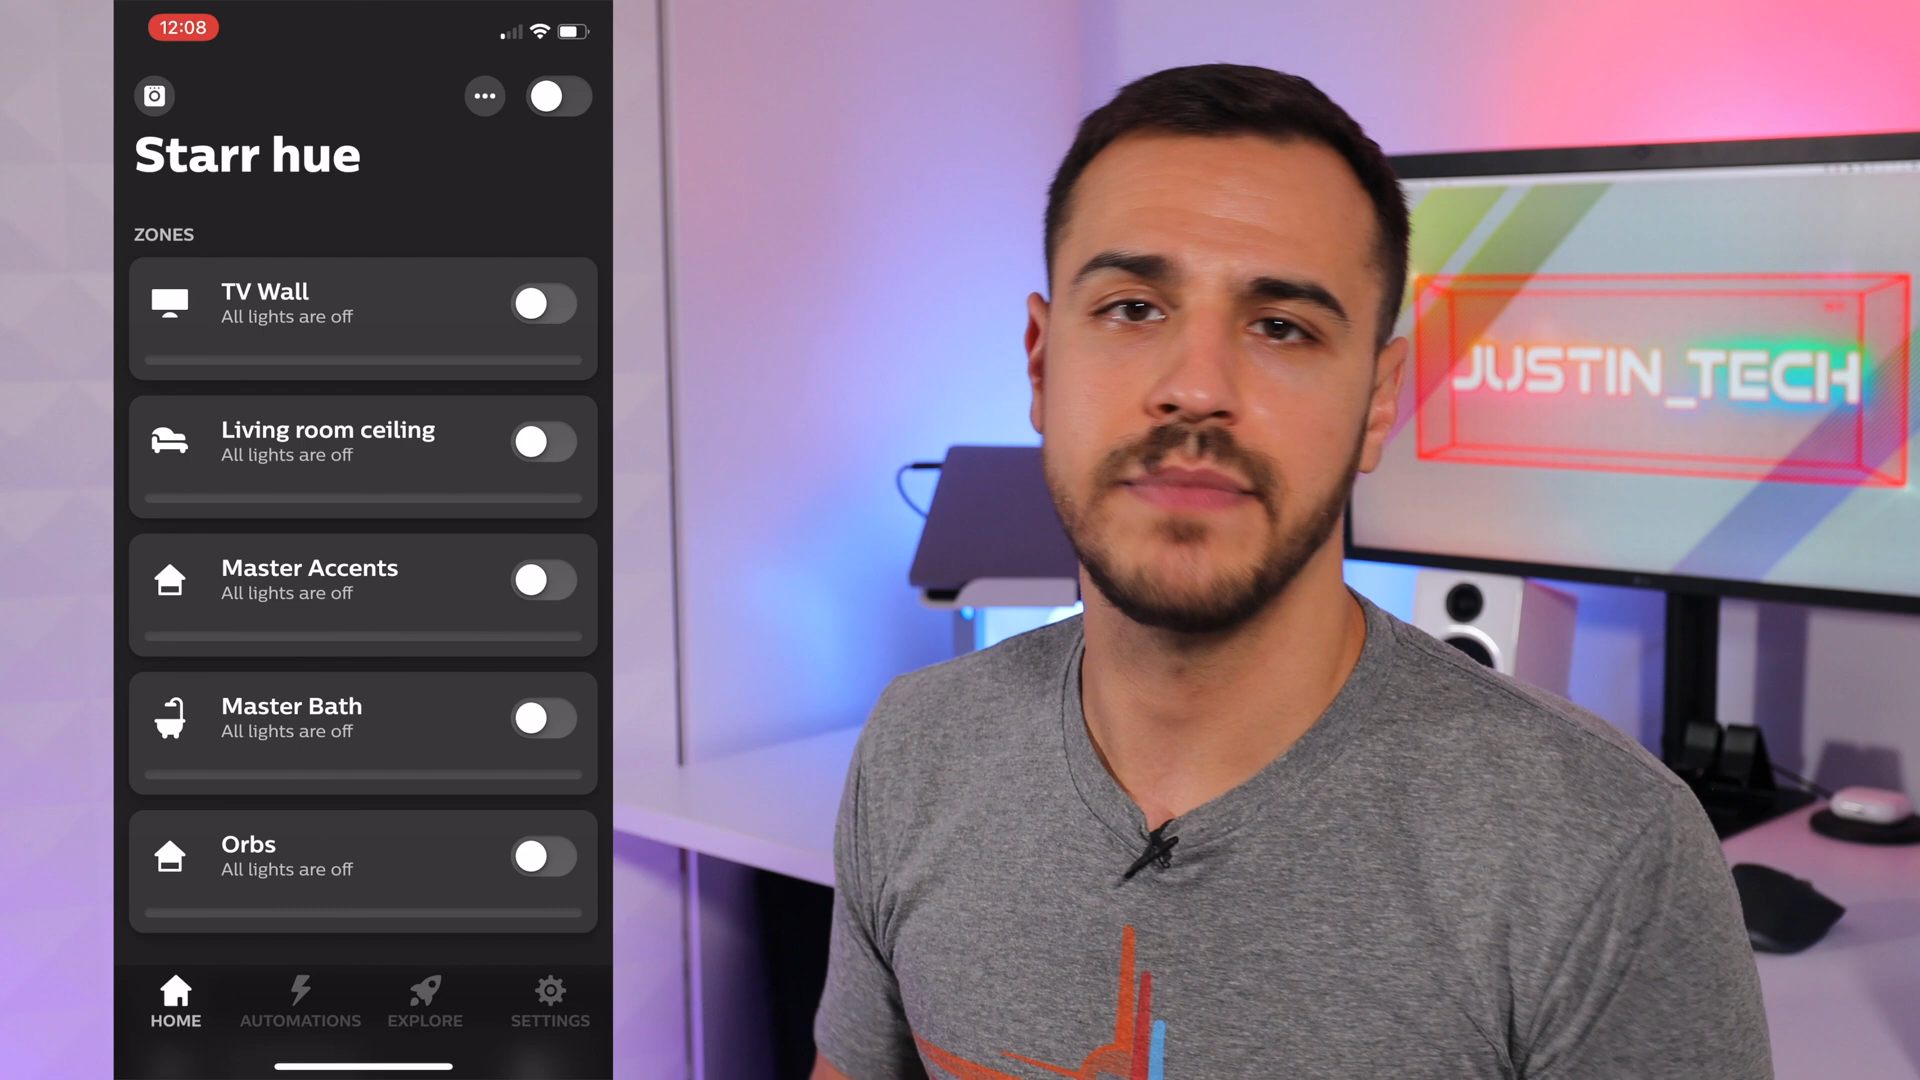 12:08
Starr hue
ZONES
TV Wall
All lights are off
Living room ceiling
All lights are off
Master Accents
All lights are off
Master Bath
All lights are off
Orbs
All lights are off
HOME AUTOMATIONS EXPLORE SETTINGS
JUSTIN_TECH